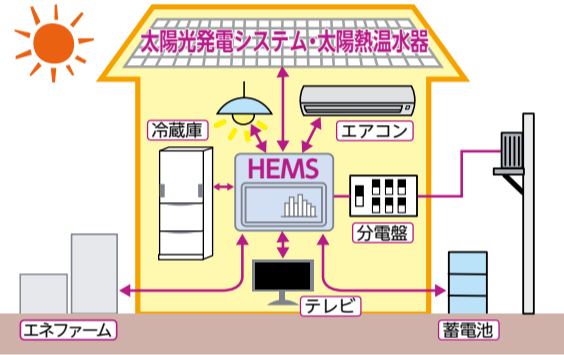 太陽光発電システム・太陽熱温水器
冷蔵庫
エアコン
HEMS
分電盤
テレビ
エネファーム
蓄電池